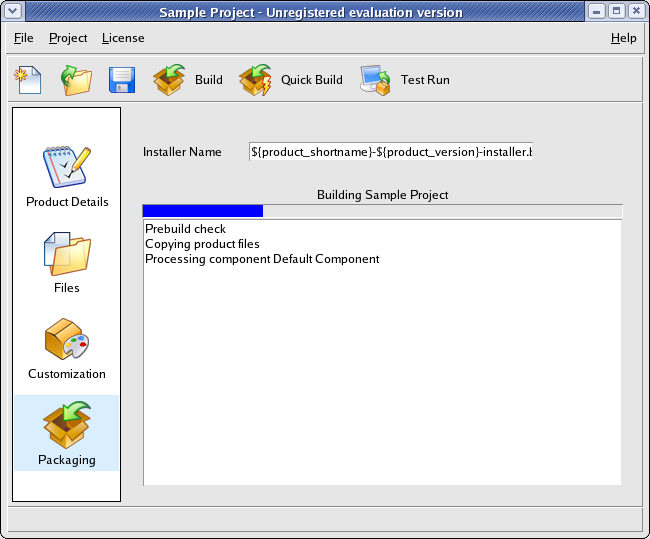 Sample Project - Unregistered evaluation version
File Project License Help
Build Quick Build Test Run
Product Details
Files
Customization
Packaging
Installer Name ${product_shortname}-${product_version}-installer.b
Building Sample Project
Prebuild check
Copying product files
Processing component Default Component